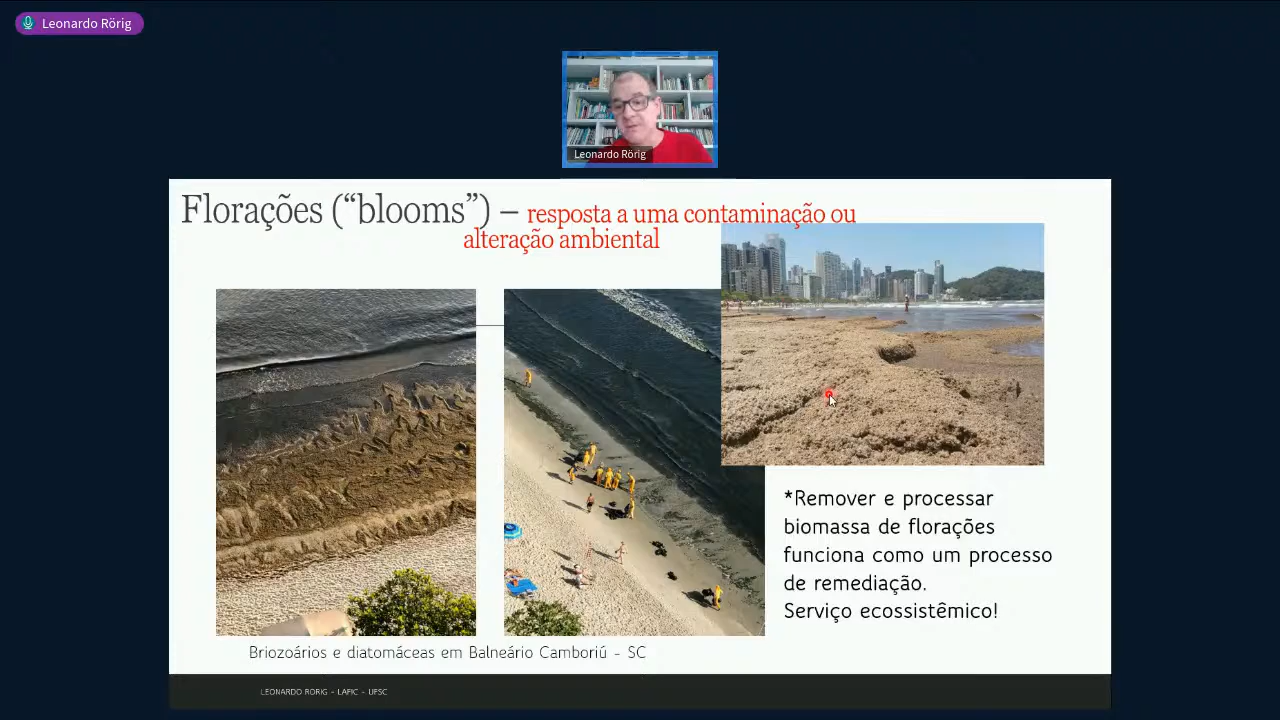 Leonardo Rörig
Leonardo Rörig
Florações (“blooms”) – resposta a uma contaminação ou
alteração ambiental
*Remover e processar
biomassa de florações
funciona como um processo
de remediação.
Serviço ecossistêmico!
Briozoários e diatomáceas em Balneário Camboriú - SC
LEONARDO RORIG - LAFIC - UFSC